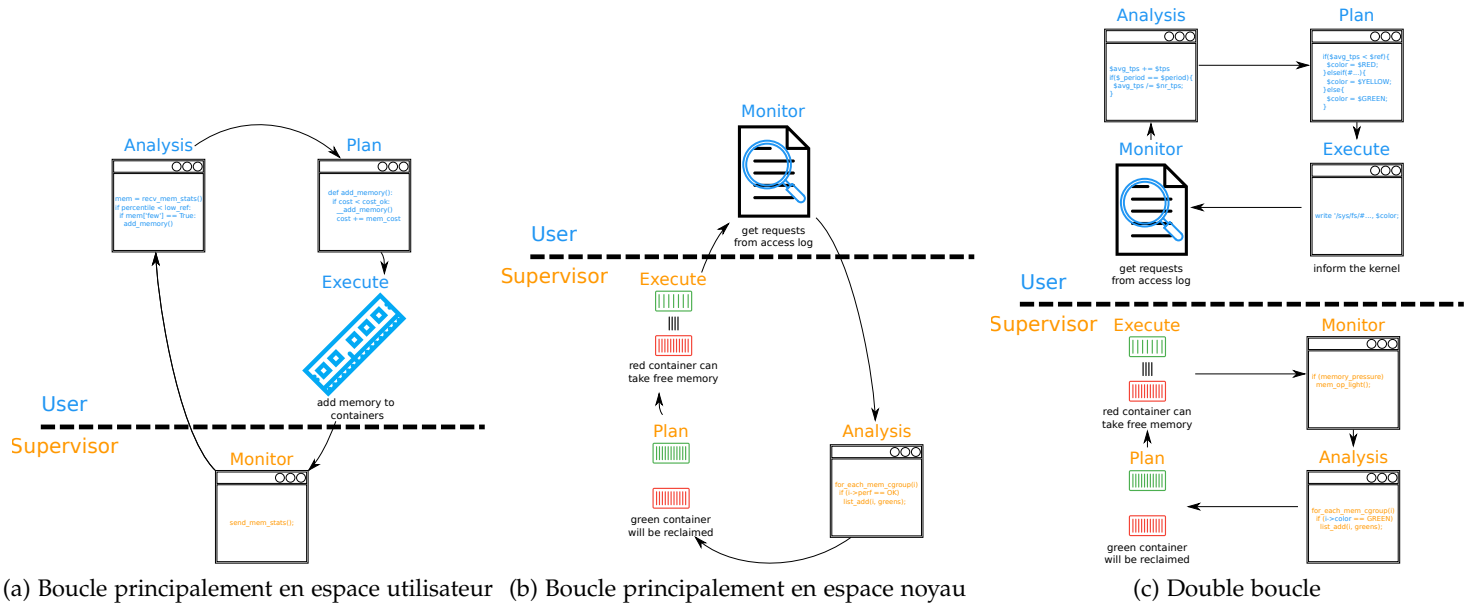 Analysis
mem = recv_mem_stats()
if percentile < low_ref:
if mem['few'] == True:
add_memory()
Plan
def add_memory():
if cost < cost_ok:
__add_memory()
cost += mem_cost
Execute
add memory to
containers
User
Supervisor
Monitor
send_mem_stats();
(a) Boucle principalement en espace utilisateur
Monitor
get requests
from access log
User
Supervisor
Execute
red container can
take free memory
Plan
green container
will be reclaimed
Analysis
for_each_mem_cgroup(i)
if (i->perf == OK)
list_add(i, greens);
(b) Boucle principalement en espace noyau
Analysis
$avg_tps += $tps
if($_period == $period){
$avg_tps /= $nr_tps;
}
Plan
if($avg_tps < $ref){
$color = $RED;
}elseif(#...){
$color = $YELLOW;
}else{
$color = $GREEN;
}
Monitor
get requests
from access log
Execute
write '/sys/fs/#..., $color;
inform the kernel
User
Supervisor
Execute
red container can
take free memory
Monitor
if (memory_pressure)
mem_op_light();
Plan
green container
will be reclaimed
Analysis
for_each_mem_cgroup(i)
if (i->color == GREEN)
list_add(i, greens);
(c) Double boucle